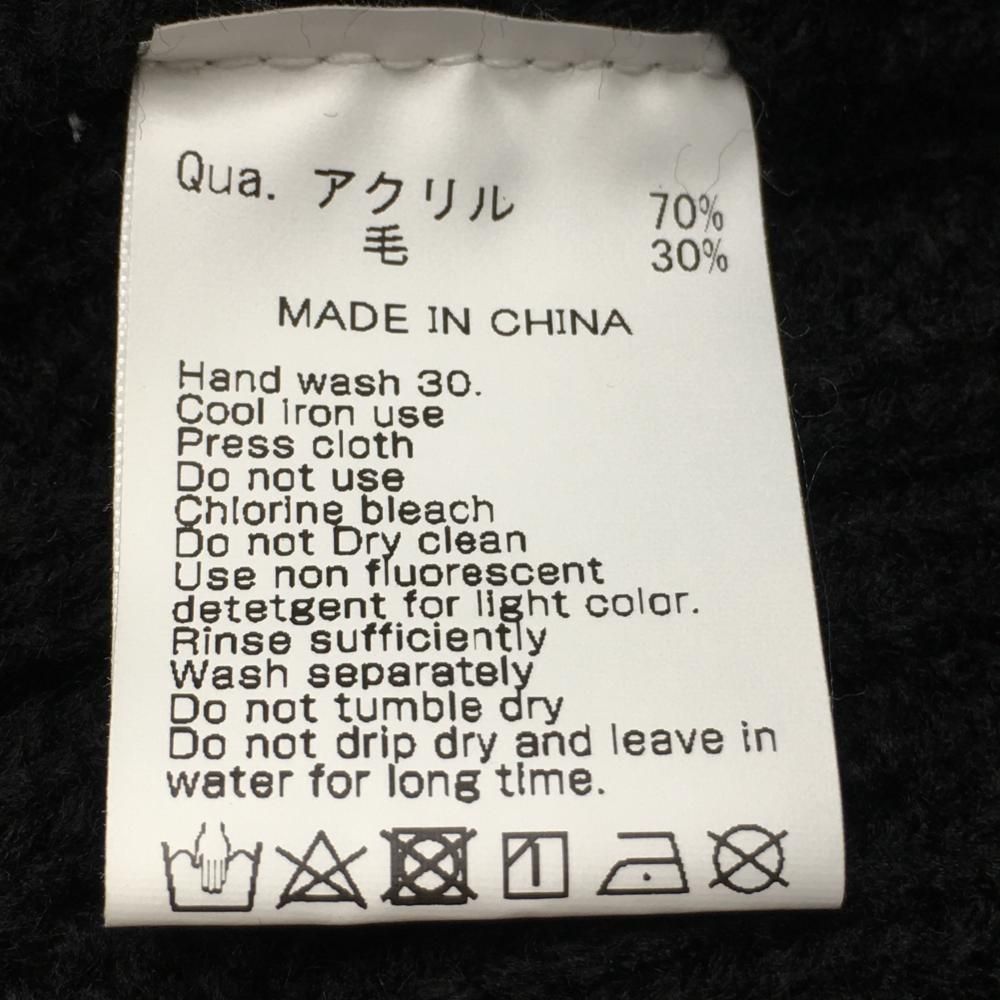 Qua. アクリル 70%
毛 30%
MADE IN CHINA
Hand wash 30.
Cool iron use
Press cloth
Do not use
Chlorine bleach
Do not Dry clean
Use non fluorescent
detetgent for light color.
Rinse sufficiently
Wash separately
Do not tumble dry
Do not drip dry and leave in
water for long time.